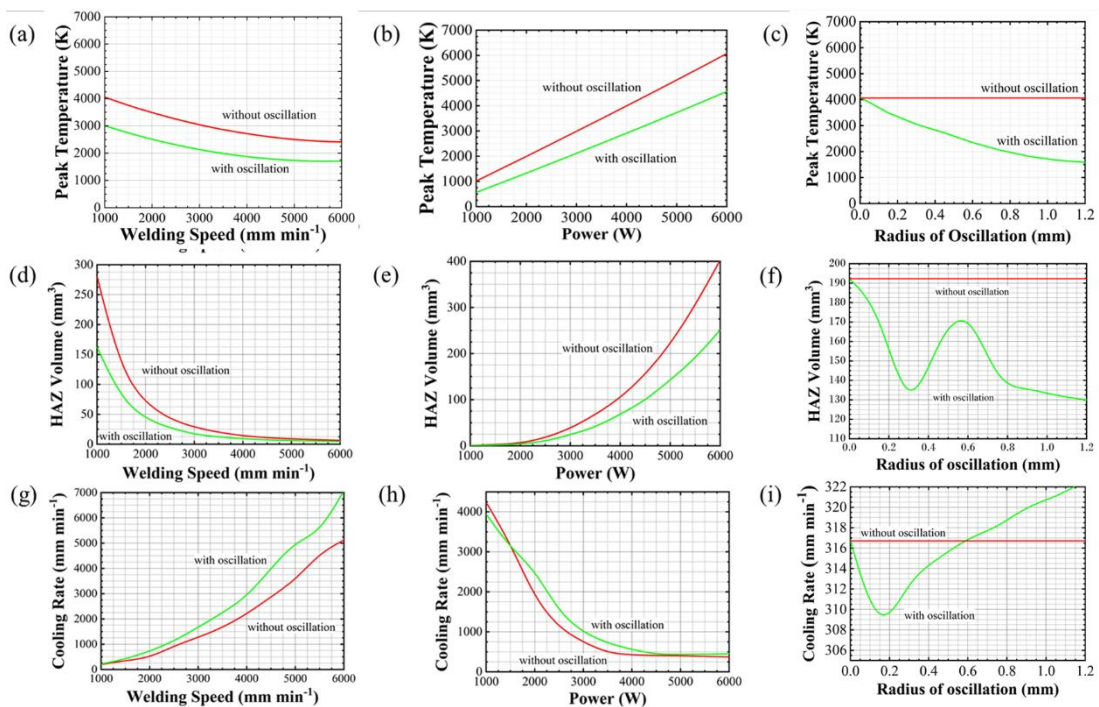 (a)
Peak Temperature (K)
7000
6000
5000
4000
3000
2000
1000
0
without oscillation
with oscillation
1000 2000 3000 4000 5000 6000
Welding Speed (mm min⁻¹)
(b)
Peak Temperature (K)
7000
6000
5000
4000
3000
2000
1000
0
without oscillation
with oscillation
1000 2000 3000 4000 5000 6000
Power (W)
(c)
Peak Temperature (K)
7000
6000
5000
4000
3000
2000
1000
0
without oscillation
with oscillation
0.0 0.2 0.4 0.6 0.8 1.0 1.2
Radius of Oscillation (mm)
(d)
HAZ Volume (mm³)
300
250
200
150
100
50
0
without oscillation
with oscillation
1000 2000 3000 4000 5000 6000
Welding Speed (mm min⁻¹)
(e)
HAZ Volume (mm³)
400
300
200
100
0
without oscillation
with oscillation
1000 2000 3000 4000 5000 6000
Power (W)
(f)
HAZ Volume (mm³)
200
190
180
170
160
150
140
130
120
110
without oscillation
with oscillation
0.0 0.2 0.4 0.6 0.8 1.0 1.2
Radius of oscillation (mm)
(g)
Cooling Rate (mm min⁻¹)
7000
6000
5000
4000
3000
2000
1000
0
with oscillation
without oscillation
1000 2000 3000 4000 5000 6000
Welding Speed (mm min⁻¹)
(h)
Cooling Rate (mm min⁻¹)
4000
3000
2000
1000
0
with oscillation
without oscillation
1000 2000 3000 4000 5000 6000
Power (W)
(i)
Cooling Rate (mm min⁻¹)
322
320
318
316
314
312
310
308
306
without oscillation
with oscillation
0.0 0.2 0.4 0.6 0.8 1.0 1.2
Radius of oscillation (mm)